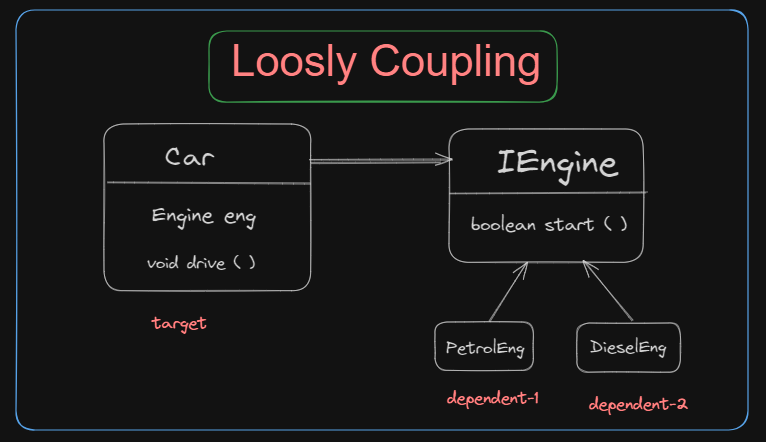 Loosly Coupling
Car
Engine eng
void drive ( )
target
IEngine
boolean start ( )
PetrolEng
DieselEng
dependent-1
dependent-2